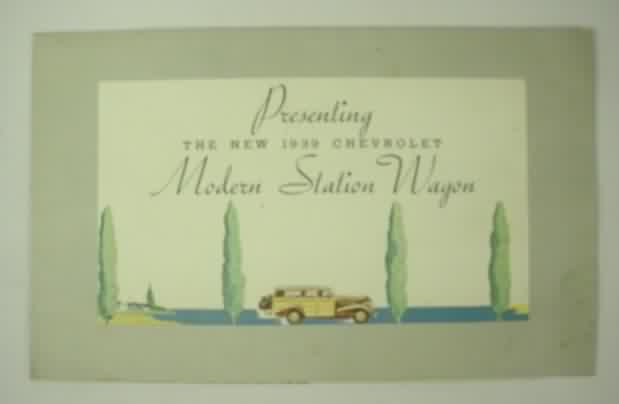 Presenting
THE NEW 1939 CHEVROLET
Modern Station Wagon